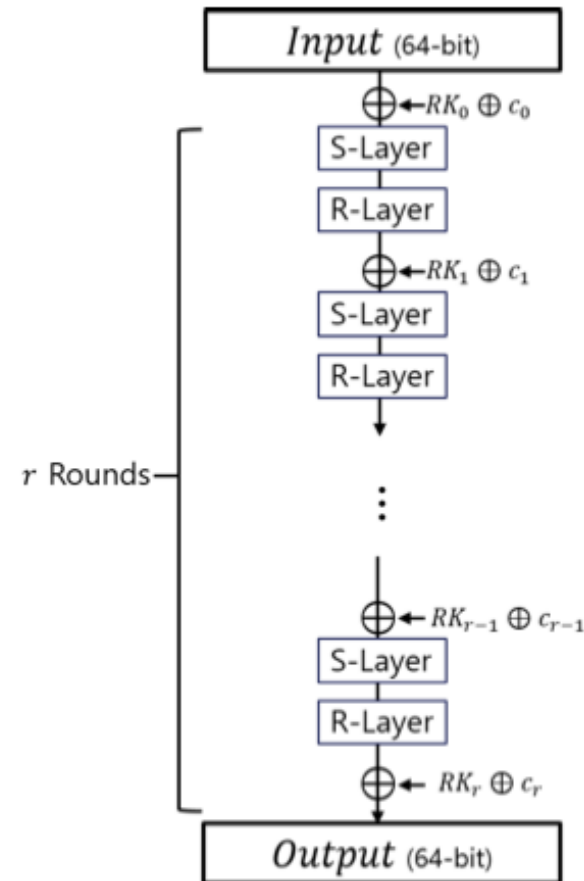 Input (64-bit)
RK₀ ⊕ c₀
S-Layer
R-Layer
RK₁ ⊕ c₁
S-Layer
R-Layer
r Rounds
⋮
RKᵣ₋₁ ⊕ cᵣ₋₁
S-Layer
R-Layer
RKᵣ ⊕ cᵣ
Output (64-bit)